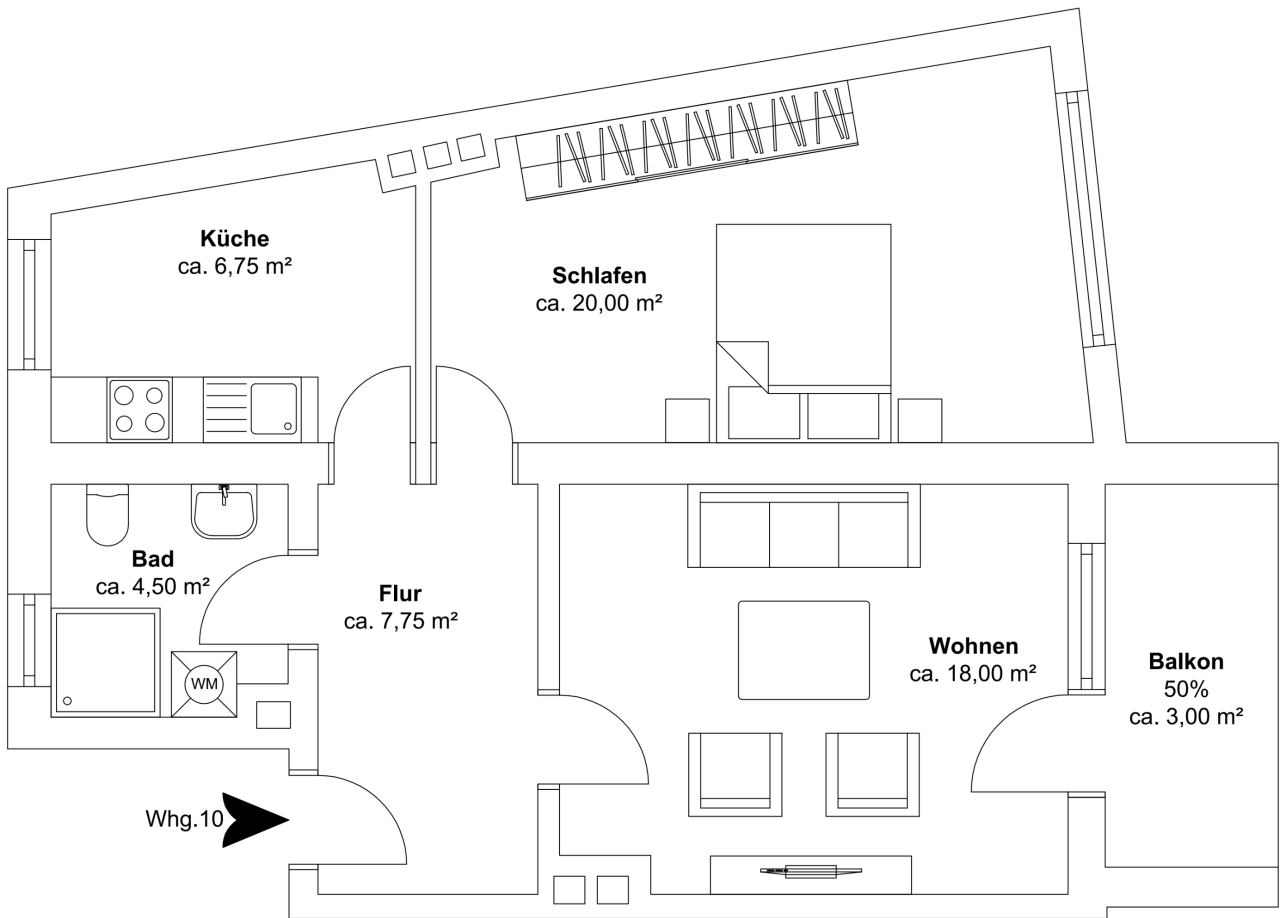 Küche
ca. 6,75 m²
Schlafen
ca. 20,00 m²
Bad
ca. 4,50 m²
Flur
ca. 7,75 m²
Wohnen
ca. 18,00 m²
Balkon
50%
ca. 3,00 m²
WM
Whg.10